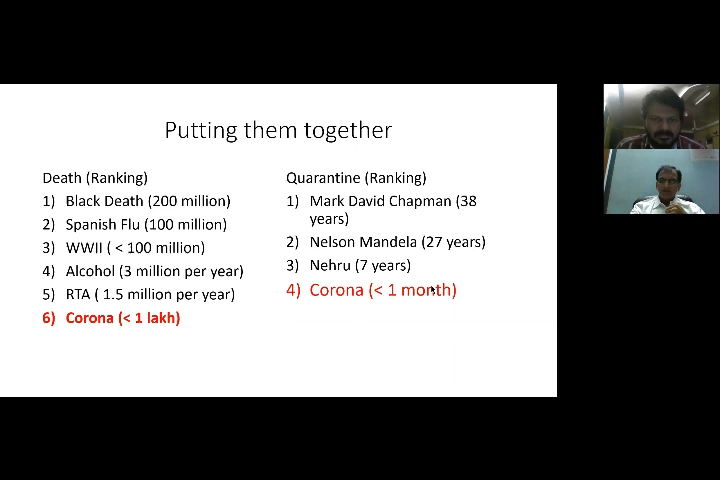 Putting them together
Death (Ranking)
1) Black Death (200 million)
2) Spanish Flu (100 million)
3) WWII ( < 100 million)
4) Alcohol (3 million per year)
5) RTA ( 1.5 million per year)
6) Corona (< 1 lakh)
Quarantine (Ranking)
1) Mark David Chapman (38
years)
2) Nelson Mandela (27 years)
3) Nehru (7 years)
4) Corona (< 1 month)